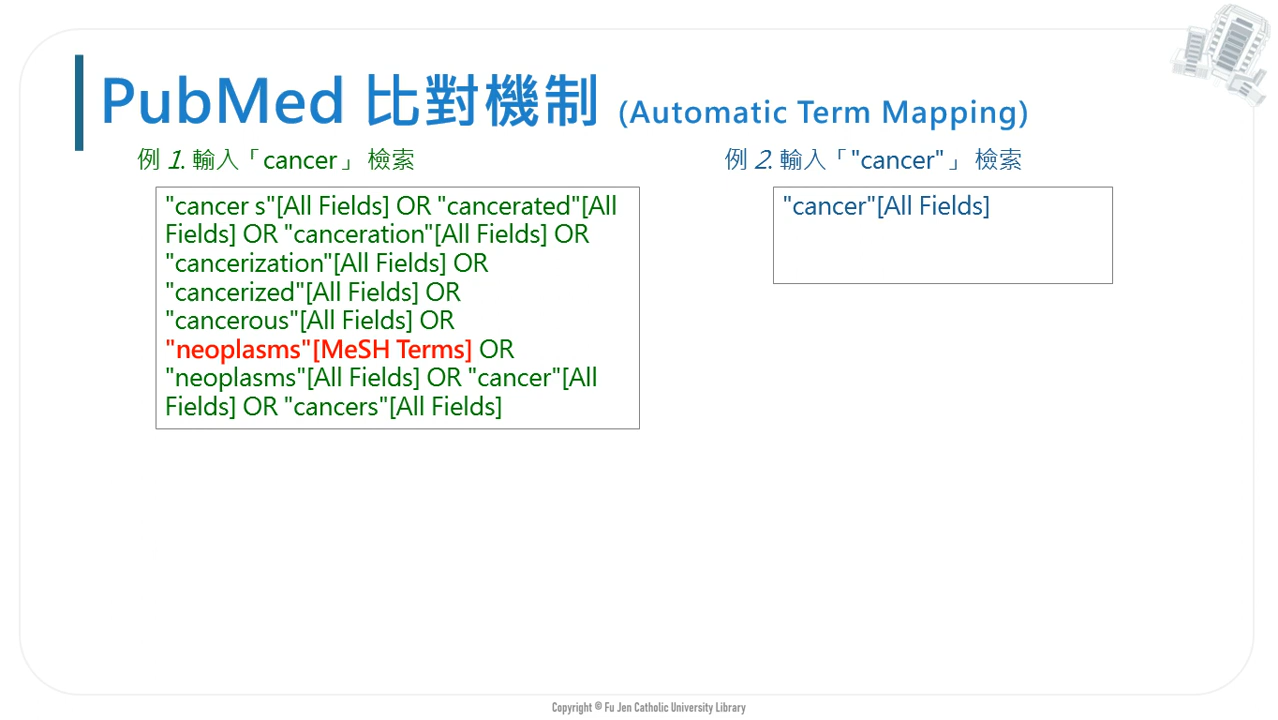 PubMed 比對機制 (Automatic Term Mapping)
例 1. 輸入「cancer」 檢索
"cancer s"[All Fields] OR "cancerated"[All
Fields] OR "canceration"[All Fields] OR
"cancerization"[All Fields] OR
"cancerized"[All Fields] OR
"cancerous"[All Fields] OR
"neoplasms"[MeSH Terms] OR
"neoplasms"[All Fields] OR "cancer"[All
Fields] OR "cancers"[All Fields]
例 2. 輸入「"cancer"」 檢索
"cancer"[All Fields]
Copyright © Fu Jen Catholic University Library